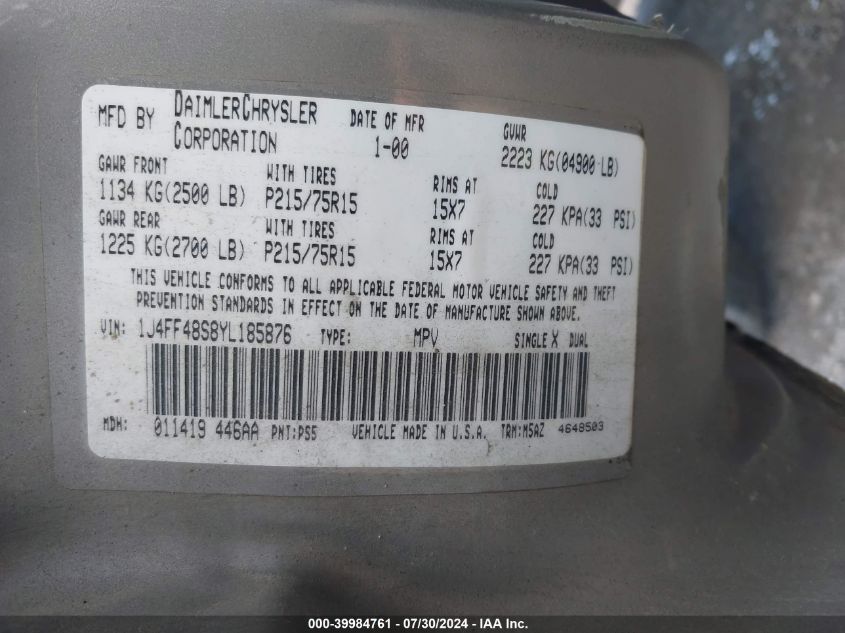 MFD BY DAIMLERCHRYSLER CORPORATION DATE OF MFR 1-00 GVWR 2223 KG(04900 LB)
GAWR FRONT WITH TIRES RIMS AT COLD
1134 KG(2500 LB) P215/75R15 15X7 227 KPA(33 PSI)
GAWR REAR WITH TIRES RIMS AT COLD
1225 KG(2700 LB) P215/75R15 15X7 227 KPA(33 PSI)
THIS VEHICLE CONFORMS TO ALL APPLICABLE FEDERAL MOTOR VEHICLE SAFETY AND THEFT
PREVENTION STANDARDS IN EFFECT ON THE DATE OF MANUFACTURE SHOWN ABOVE.
VIN: 1J4FF48S8YL185876 TYPE: MPV SINGLE X DUAL
MDH: 011419 446AA PNT:PS5 VEHICLE MADE IN U.S.A. TRM:MSAZ 4648503
000-39984761 - 07/30/2024 - IAA, Inc.